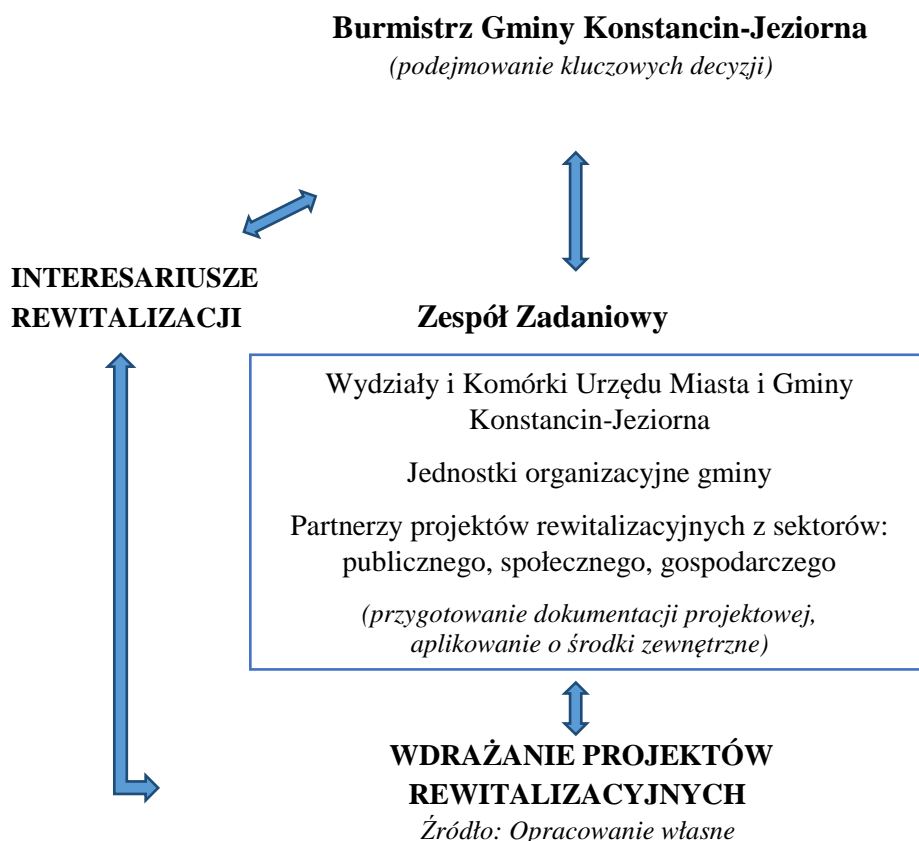 Burmistrz Gminy Konstancin-Jeziorna
(podejmowanie kluczowych decyzji)
INTERESARIUSZE
REWITALIZACJI
Zespół Zadaniowy
Wydziały i Komórki Urzędu Miasta i Gminy
Konstancin-Jeziorna
Jednostki organizacyjne gminy
Partnerzy projektów rewitalizacyjnych z sektorów:
publicznego, społecznego, gospodarczego
(przygotowanie dokumentacji projektowej,
aplikowanie o środki zewnętrzne)
WDRAŻANIE PROJEKTÓW
REWITALIZACYJNYCH
Źródło: Opracowanie własne